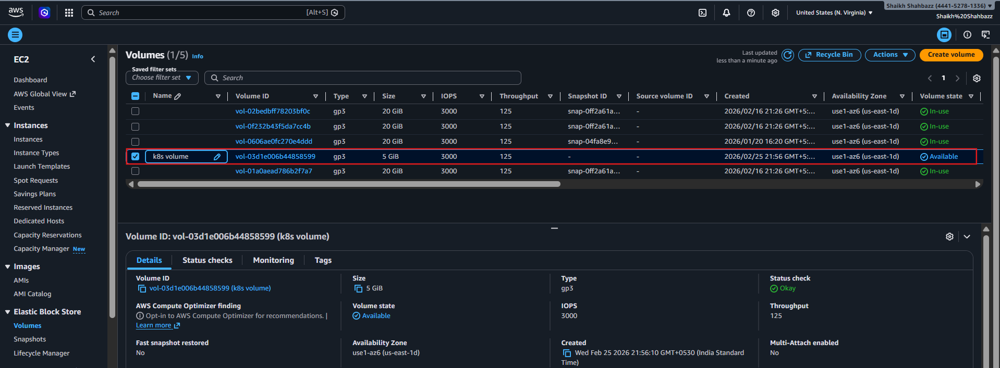 aws
Search [Alt+S]
United States (N. Virginia)
Shaikh Shahbazz (4441-5278-1336)
Shaikh%20Shahbazz
EC2
Dashboard
AWS Global View
Events
Instances
Instances
Instance Types
Launch Templates
Spot Requests
Savings Plans
Reserved Instances
Dedicated Hosts
Capacity Reservations
Capacity Manager New
Images
AMIs
AMI Catalog
Elastic Block Store
Volumes
Snapshots
Lifecycle Manager
Volumes (1/5) Info
Last updated
less than a minute ago
Recycle Bin
Actions
Create volume
Saved filter sets
Choose filter set
Search
1
Name Volume ID Type Size IOPS Throughput Snapshot ID Source volume ID Created Availability Zone Volume state
vol-02bedbff78203bf0c gp3 20 GiB 3000 125 snap-0ff2a61a... - 2026/02/16 21:26 GMT+5:... use1-az6 (us-east-1d) In-use
vol-0f232b43f5da7cc4b gp3 20 GiB 3000 125 snap-0ff2a61a... - 2026/02/16 21:26 GMT+5:... use1-az6 (us-east-1d) In-use
vol-0606ae0fc270e4ddd gp3 20 GiB 3000 125 snap-04fa8e9... - 2026/01/20 16:20 GMT+5:... use1-az6 (us-east-1d) In-use
k8s volume vol-03d1e006b44858599 gp3 5 GiB 3000 125 - - 2026/02/25 21:56 GMT+5:... use1-az6 (us-east-1d) Available
vol-01a0aead786b2f7a7 gp3 20 GiB 3000 125 snap-0ff2a61a... - 2026/02/16 21:26 GMT+5:... use1-az6 (us-east-1d) In-use
Volume ID: vol-03d1e006b44858599 (k8s volume)
Details Status checks Monitoring Tags
Volume ID
vol-03d1e006b44858599 (k8s volume)
Size
5 GiB
Type
gp3
Status check
Okay
AWS Compute Optimizer finding
Opt-in to AWS Compute Optimizer for recommendations. |
Learn more
Volume state
Available
IOPS
3000
Throughput
125
Fast snapshot restored
No
Availability Zone
use1-az6 (us-east-1d)
Created
Wed Feb 25 2026 21:56:10 GMT+0530 (India Standard
Time)
Multi-Attach enabled
No